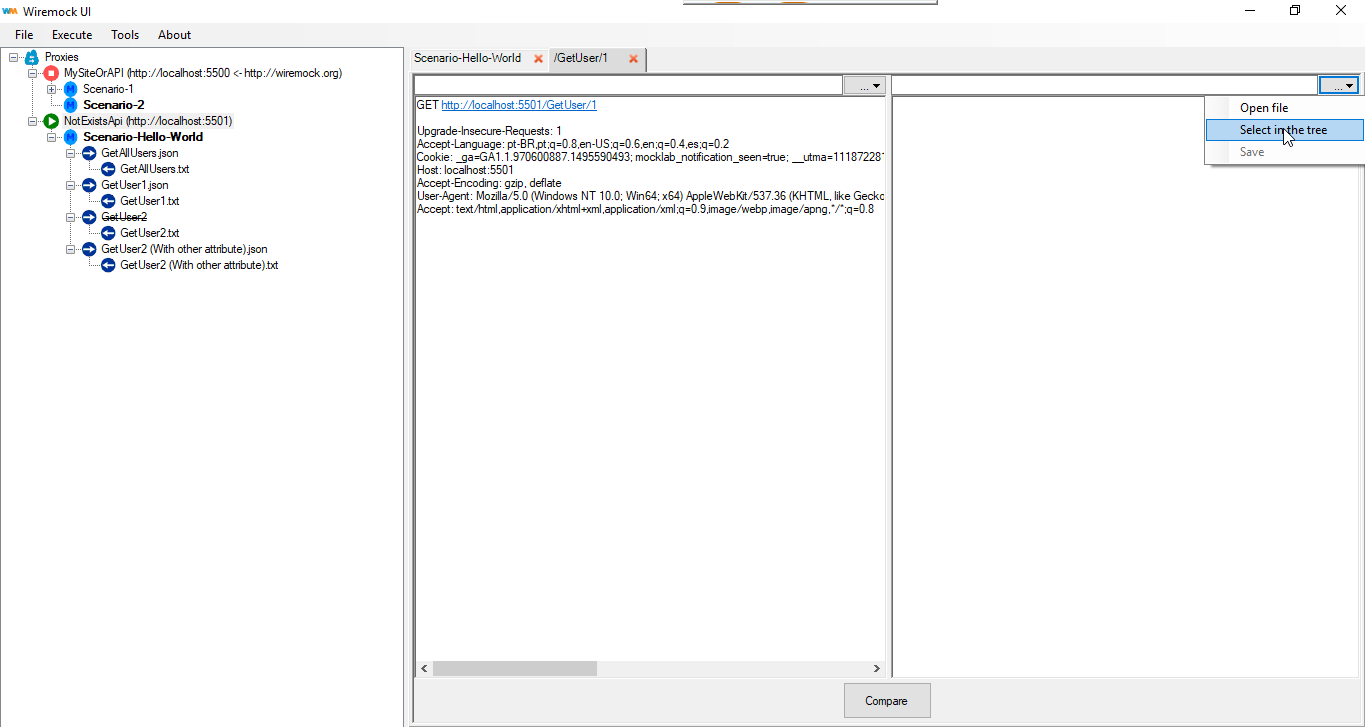 WM Wiremock UI
File Execute Tools About
Proxies
MySiteOrAPI (http://localhost:5500 <- http://wiremock.org)
Scenario-1
Scenario-2
NotExistsApi (http://localhost:5501)
Scenario-Hello-World
GetAllUsers.json
GetAllUsers.txt
GetUser1.json
GetUser1.txt
GetUser2
GetUser2.txt
GetUser2 (With other attribute).json
GetUser2 (With other attribute).txt
Scenario-Hello-World /GetUser/1
...
GET http://localhost:5501/GetUser/1
Upgrade-Insecure-Requests: 1
Accept-Language: pt-BR,pt;q=0.8,en-US;q=0.6,en;q=0.4,es;q=0.2
Cookie: _ga=GA1.1.970600887.1495590493; mocklab_notification_seen=true; __utma=11187228
Host: localhost:5501
Accept-Encoding: gzip, deflate
User-Agent: Mozilla/5.0 (Windows NT 10.0; Win64; x64) AppleWebKit/537.36 (KHTML, like Gecko
Accept: text/html,application/xhtml+xml,application/xml;q=0.9,image/webp,image/apng,*/*;q=0.8
...
Open file
Select in the tree
Save
Compare